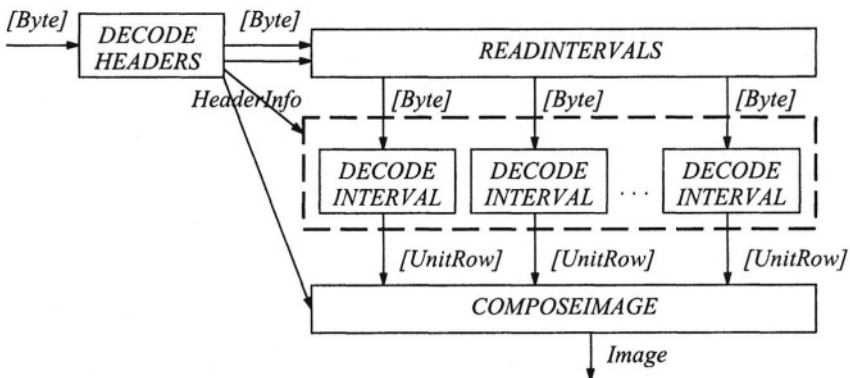 [Byte]
DECODE
HEADERS
[Byte]
READINTERVALS
HeaderInfo
[Byte]
[Byte]
[Byte]
DECODE
INTERVAL
DECODE
INTERVAL
. . .
DECODE
INTERVAL
[UnitRow]
[UnitRow]
[UnitRow]
COMPOSEIMAGE
Image